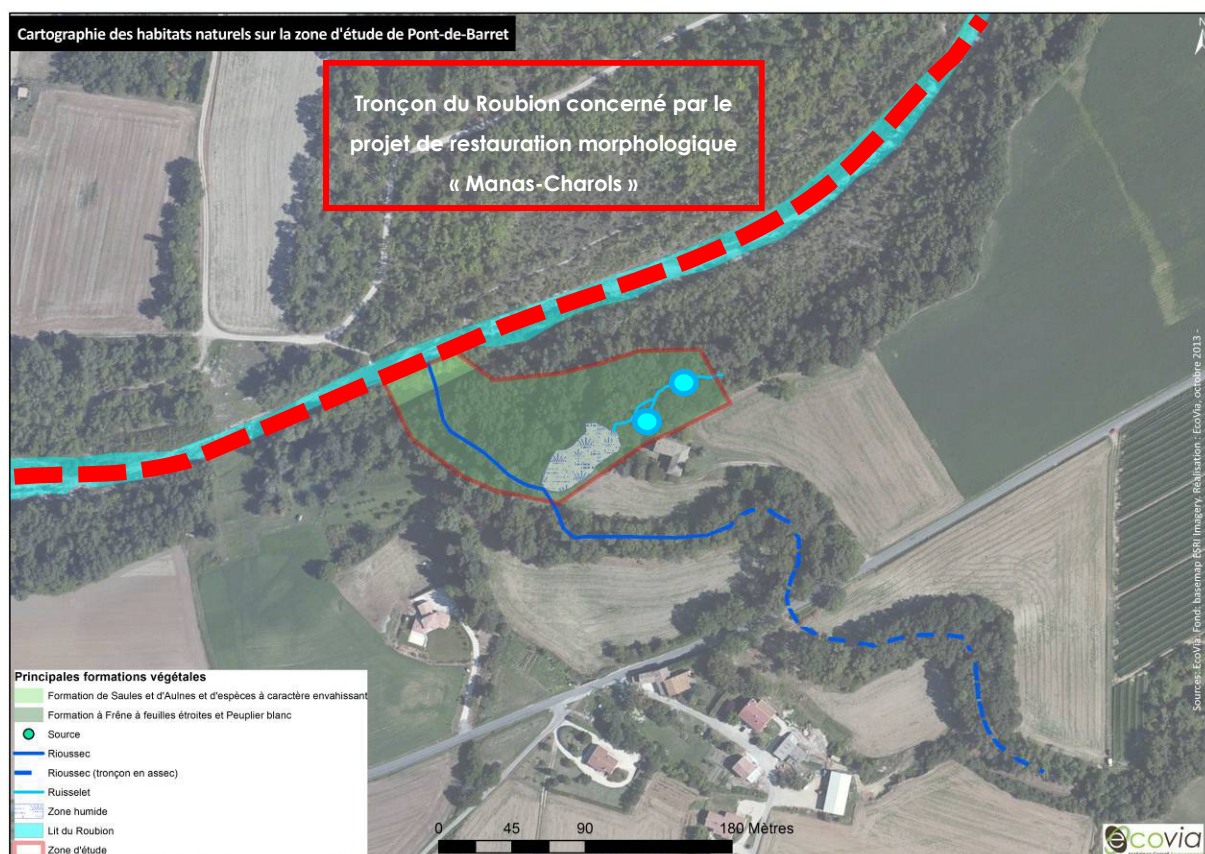 Cartographie des habitats naturels sur la zone d'étude de Pont-de-Barret
N
Tronçon du Roubion concerné par le
projet de restauration morphologique
« Manas-Charols »
Sources: EcoVia. Fond: basemap ESRI Imagery. Réalisation : EcoVia, octobre 2013 -
Principales formations végétales
Formation de Saules et d'Aulnes et d'espèces à caractère envahissant
Formation à Frêne à feuilles étroites et Peuplier blanc
Source
Rioussec
Rioussec (tronçon en assec)
Ruisselet
Zone humide
Lit du Roubion
Zone d'étude
0 45 90 180 Mètres
ecovia